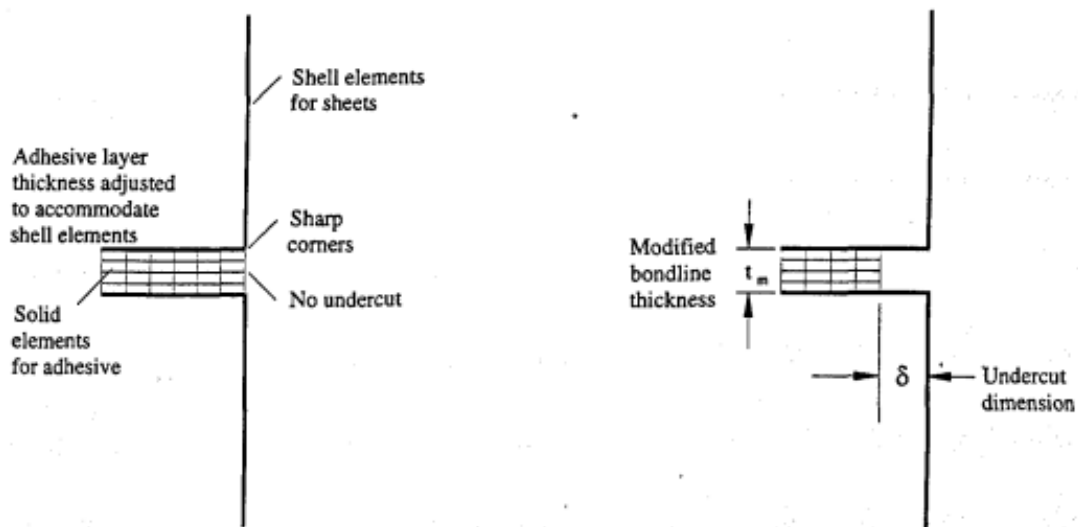 Shell elements
for sheets
Adhesive layer
thickness adjusted
to accommodate
shell elements
Sharp
corners
No undercut
Solid
elements
for adhesive
Modified
bondline
thickness
t m
δ
Undercut
dimension